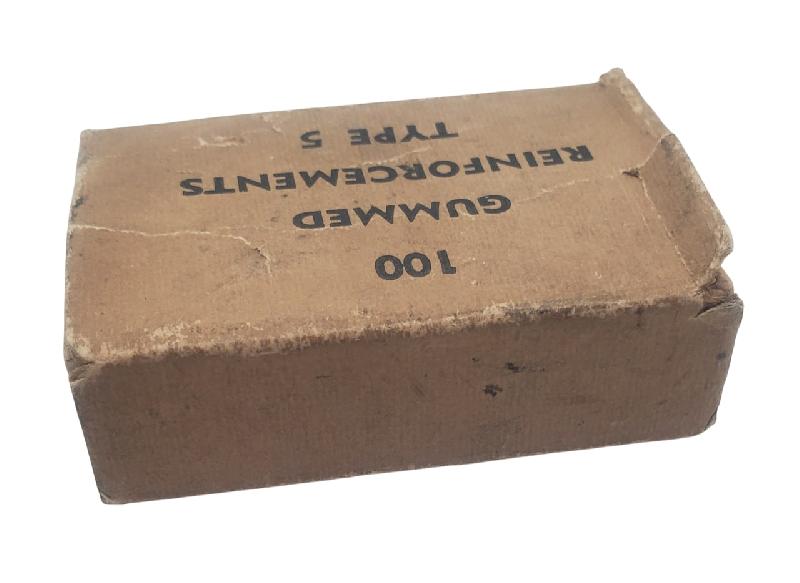 100
GUMMED
REINFORCEMENTS
TYPE 5